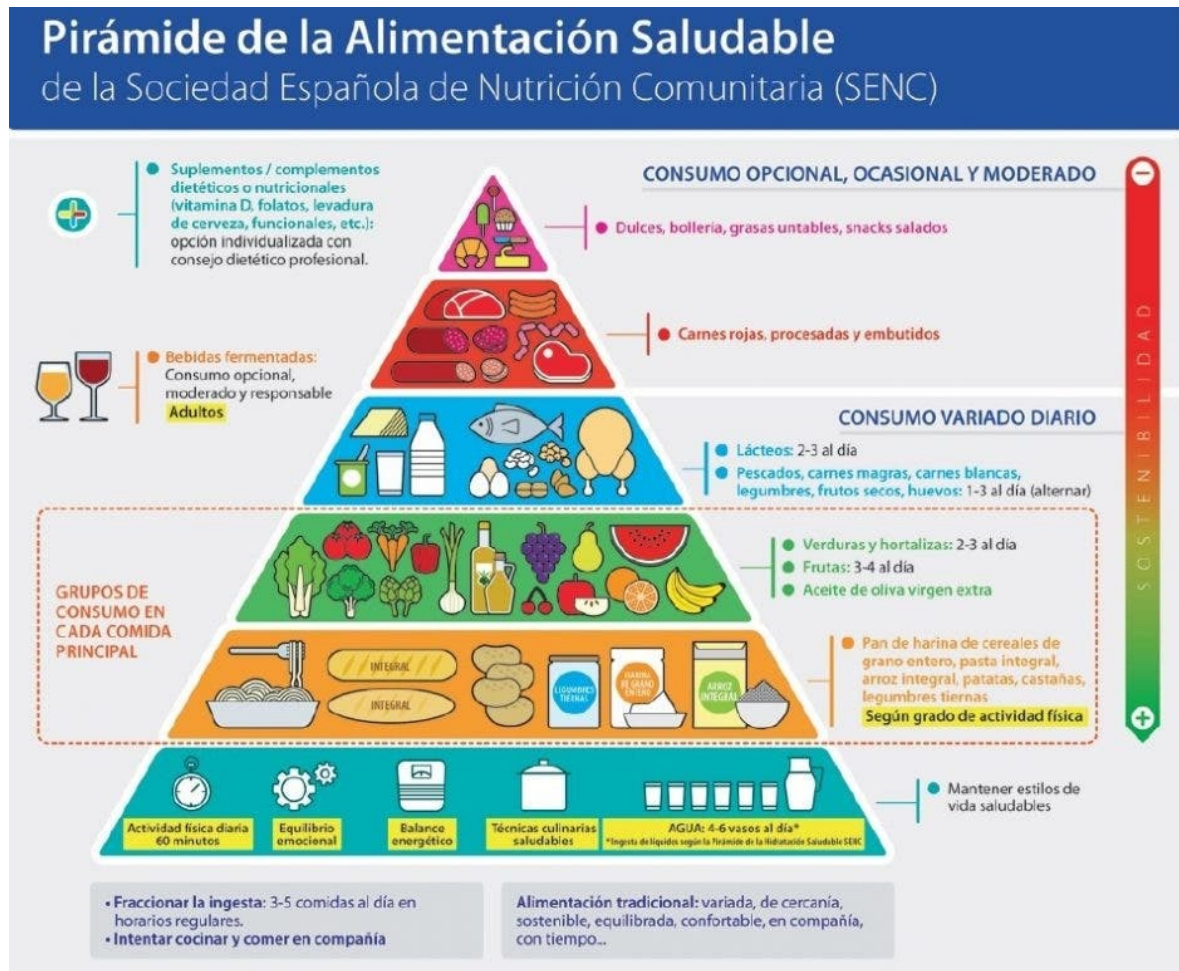 Pirámide de la Alimentación Saludable
de la Sociedad Española de Nutrición Comunitaria (SENC)
Suplementos / complementos
dietéticos o nutricionales
(vitamina D, folatos, levadura
de cerveza, funcionales, etc.):
opción individualizada con
consejo dietético profesional.
CONSUMO OPCIONAL, OCASIONAL Y MODERADO
Dulces, bollería, grasas untables, snacks salados
Carnes rojas, procesadas y embutidos
Bebidas fermentadas:
Consumo opcional,
moderado y responsable
Adultos
CONSUMO VARIADO DIARIO
Lácteos: 2-3 al día
Pescados, carnes magras, carnes blancas,
legumbres, frutos secos, huevos: 1-3 al día (alternar)
SOSTENIBILIDAD
GRUPOS DE
CONSUMO EN
CADA COMIDA
PRINCIPAL
Verduras y hortalizas: 2-3 al día
Frutas: 3-4 al día
Aceite de oliva virgen extra
INTEGRAL
INTEGRAL
LEGUMBRES
TIERNAS
HARINA
DE GRANO
ENTERO
ARROZ
INTEGRAL
Pan de harina de cereales de
grano entero, pasta integral,
arroz integral, patatas, castañas,
legumbres tiernas
Según grado de actividad física
Actividad física diaria
60 minutos
Equilibrio
emocional
Balance
energético
Técnicas culinarias
saludables
AGUA: 4-6 vasos al día*
*Ingesta de líquidos según la Pirámide de la Hidratación Saludable SENC
Mantener estilos de
vida saludables
• Fraccionar la ingesta: 3-5 comidas al día en
horarios regulares.
• Intentar cocinar y comer en compañía
Alimentación tradicional: variada, de cercanía,
sostenible, equilibrada, confortable, en compañía,
con tiempo...